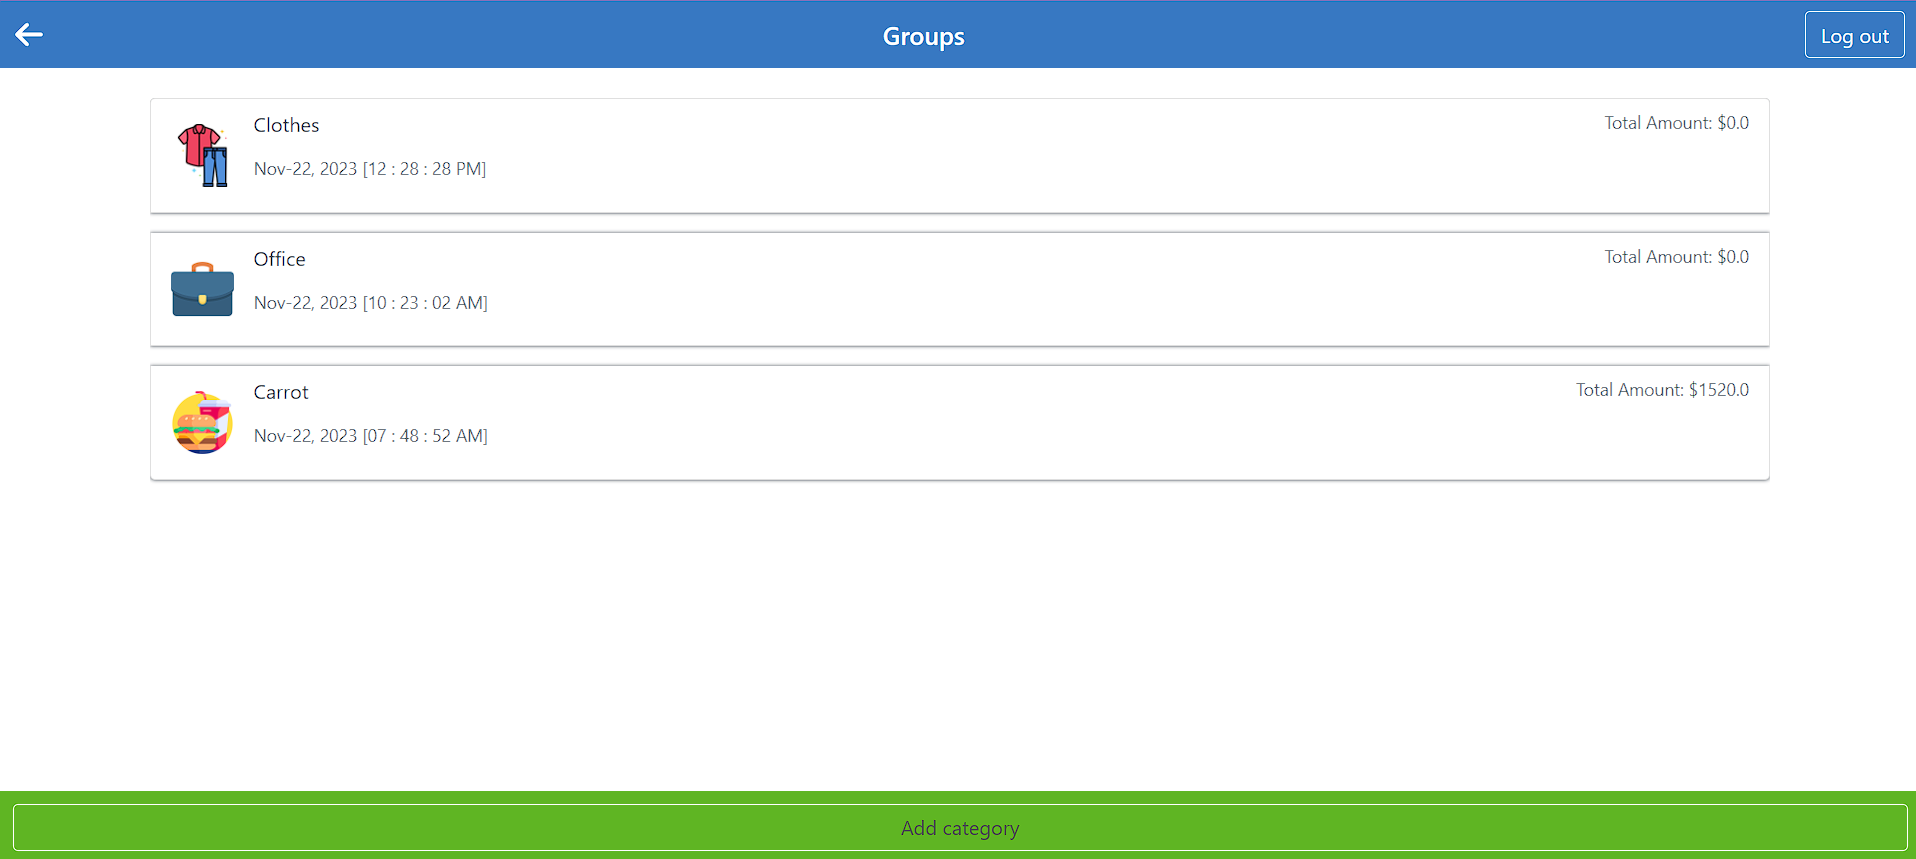 Groups
Log out
Clothes
Total Amount: $0.0
Nov-22, 2023 [12 : 28 : 28 PM]
Office
Total Amount: $0.0
Nov-22, 2023 [10 : 23 : 02 AM]
Carrot
Total Amount: $1520.0
Nov-22, 2023 [07 : 48 : 52 AM]
Add category